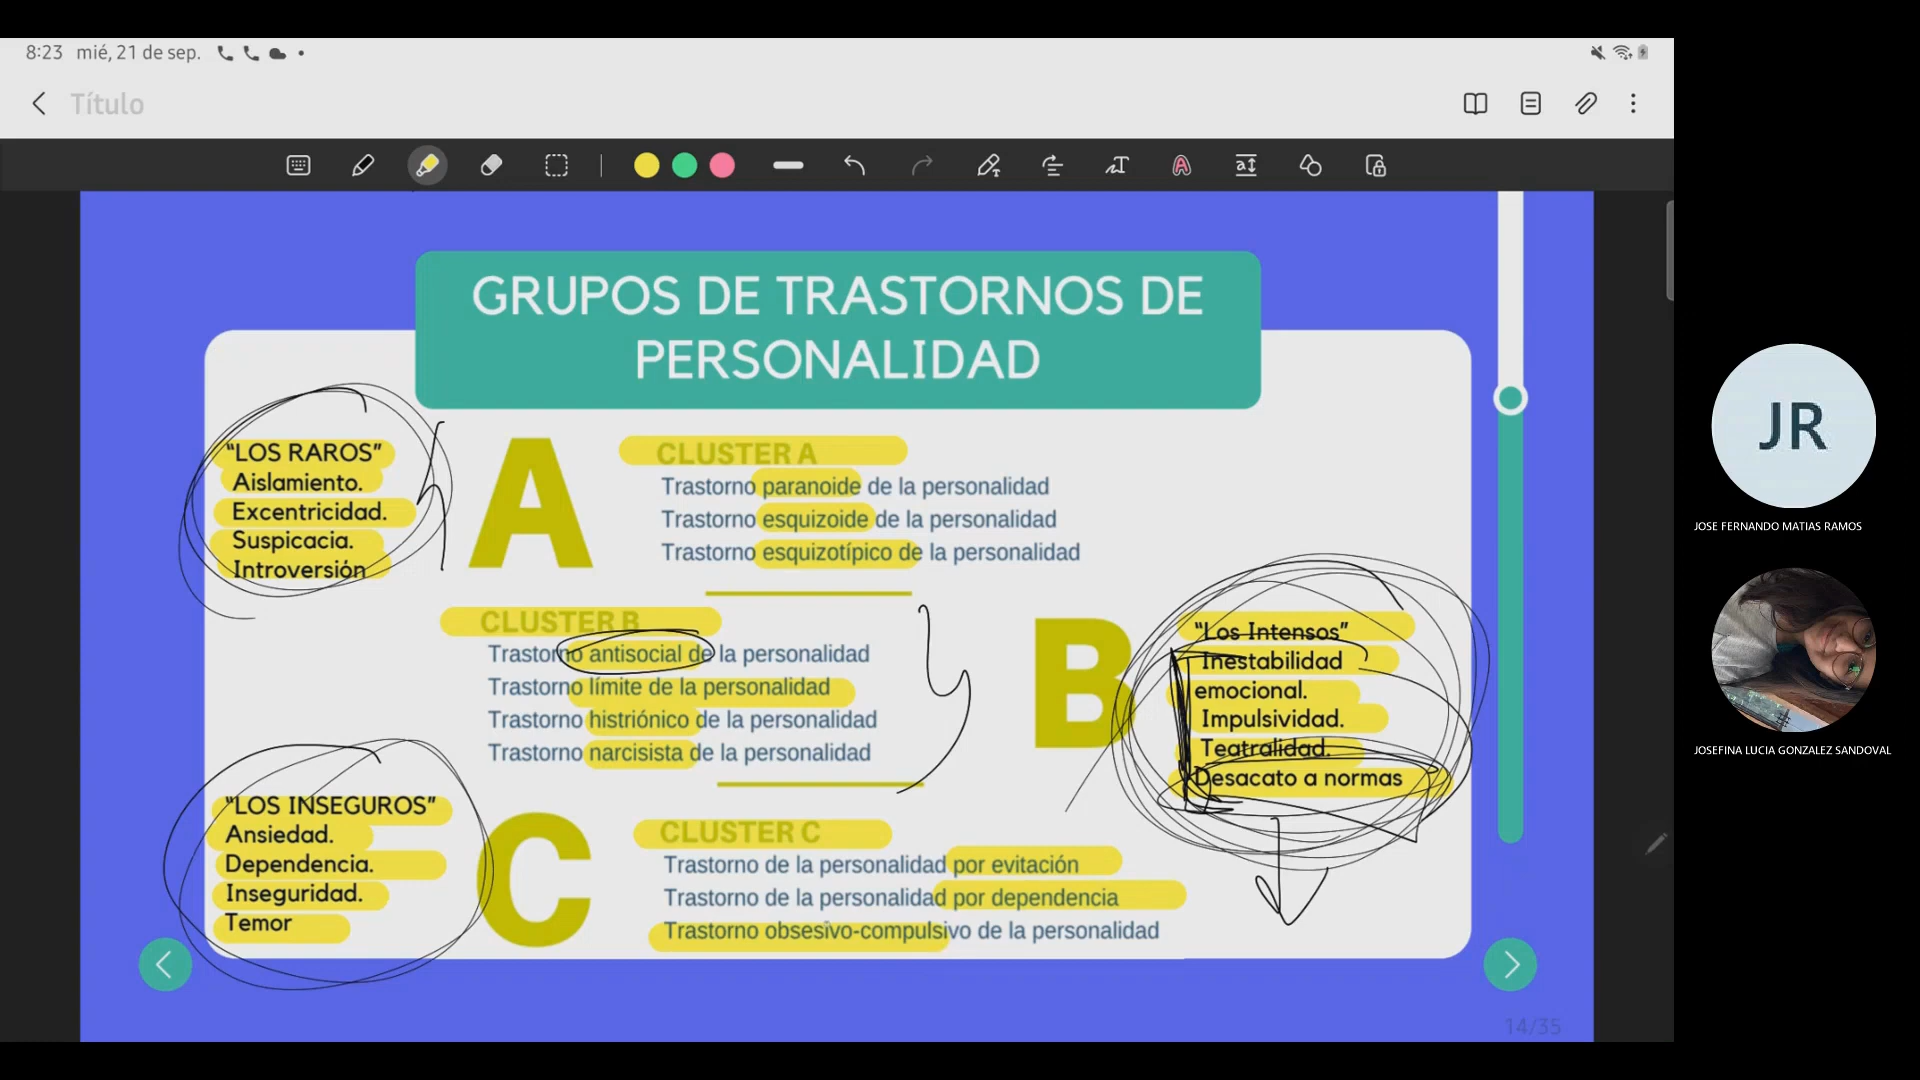 8:23 mié, 21 de sep.
Título
GRUPOS DE TRASTORNOS DE
PERSONALIDAD
"LOS RAROS"
Aislamiento.
Excentricidad.
Suspicacia.
Introversión
A
CLUSTER A
Trastorno paranoide de la personalidad
Trastorno esquizoide de la personalidad
Trastorno esquizotípico de la personalidad
CLUSTER B
Trastorno antisocial de la personalidad
Trastorno límite de la personalidad
Trastorno histriónico de la personalidad
Trastorno narcisista de la personalidad
B
"Los Intensos"
Inestabilidad
emocional.
Impulsividad.
Teatralidad.
Desacato a normas
"LOS INSEGUROS"
Ansiedad.
Dependencia.
Inseguridad.
Temor
C
CLUSTER C
Trastorno de la personalidad por evitación
Trastorno de la personalidad por dependencia
Trastorno obsesivo-compulsivo de la personalidad
14/35
JR
JOSE FERNANDO MATIAS RAMOS
JOSEFINA LUCIA GONZALEZ SANDOVAL